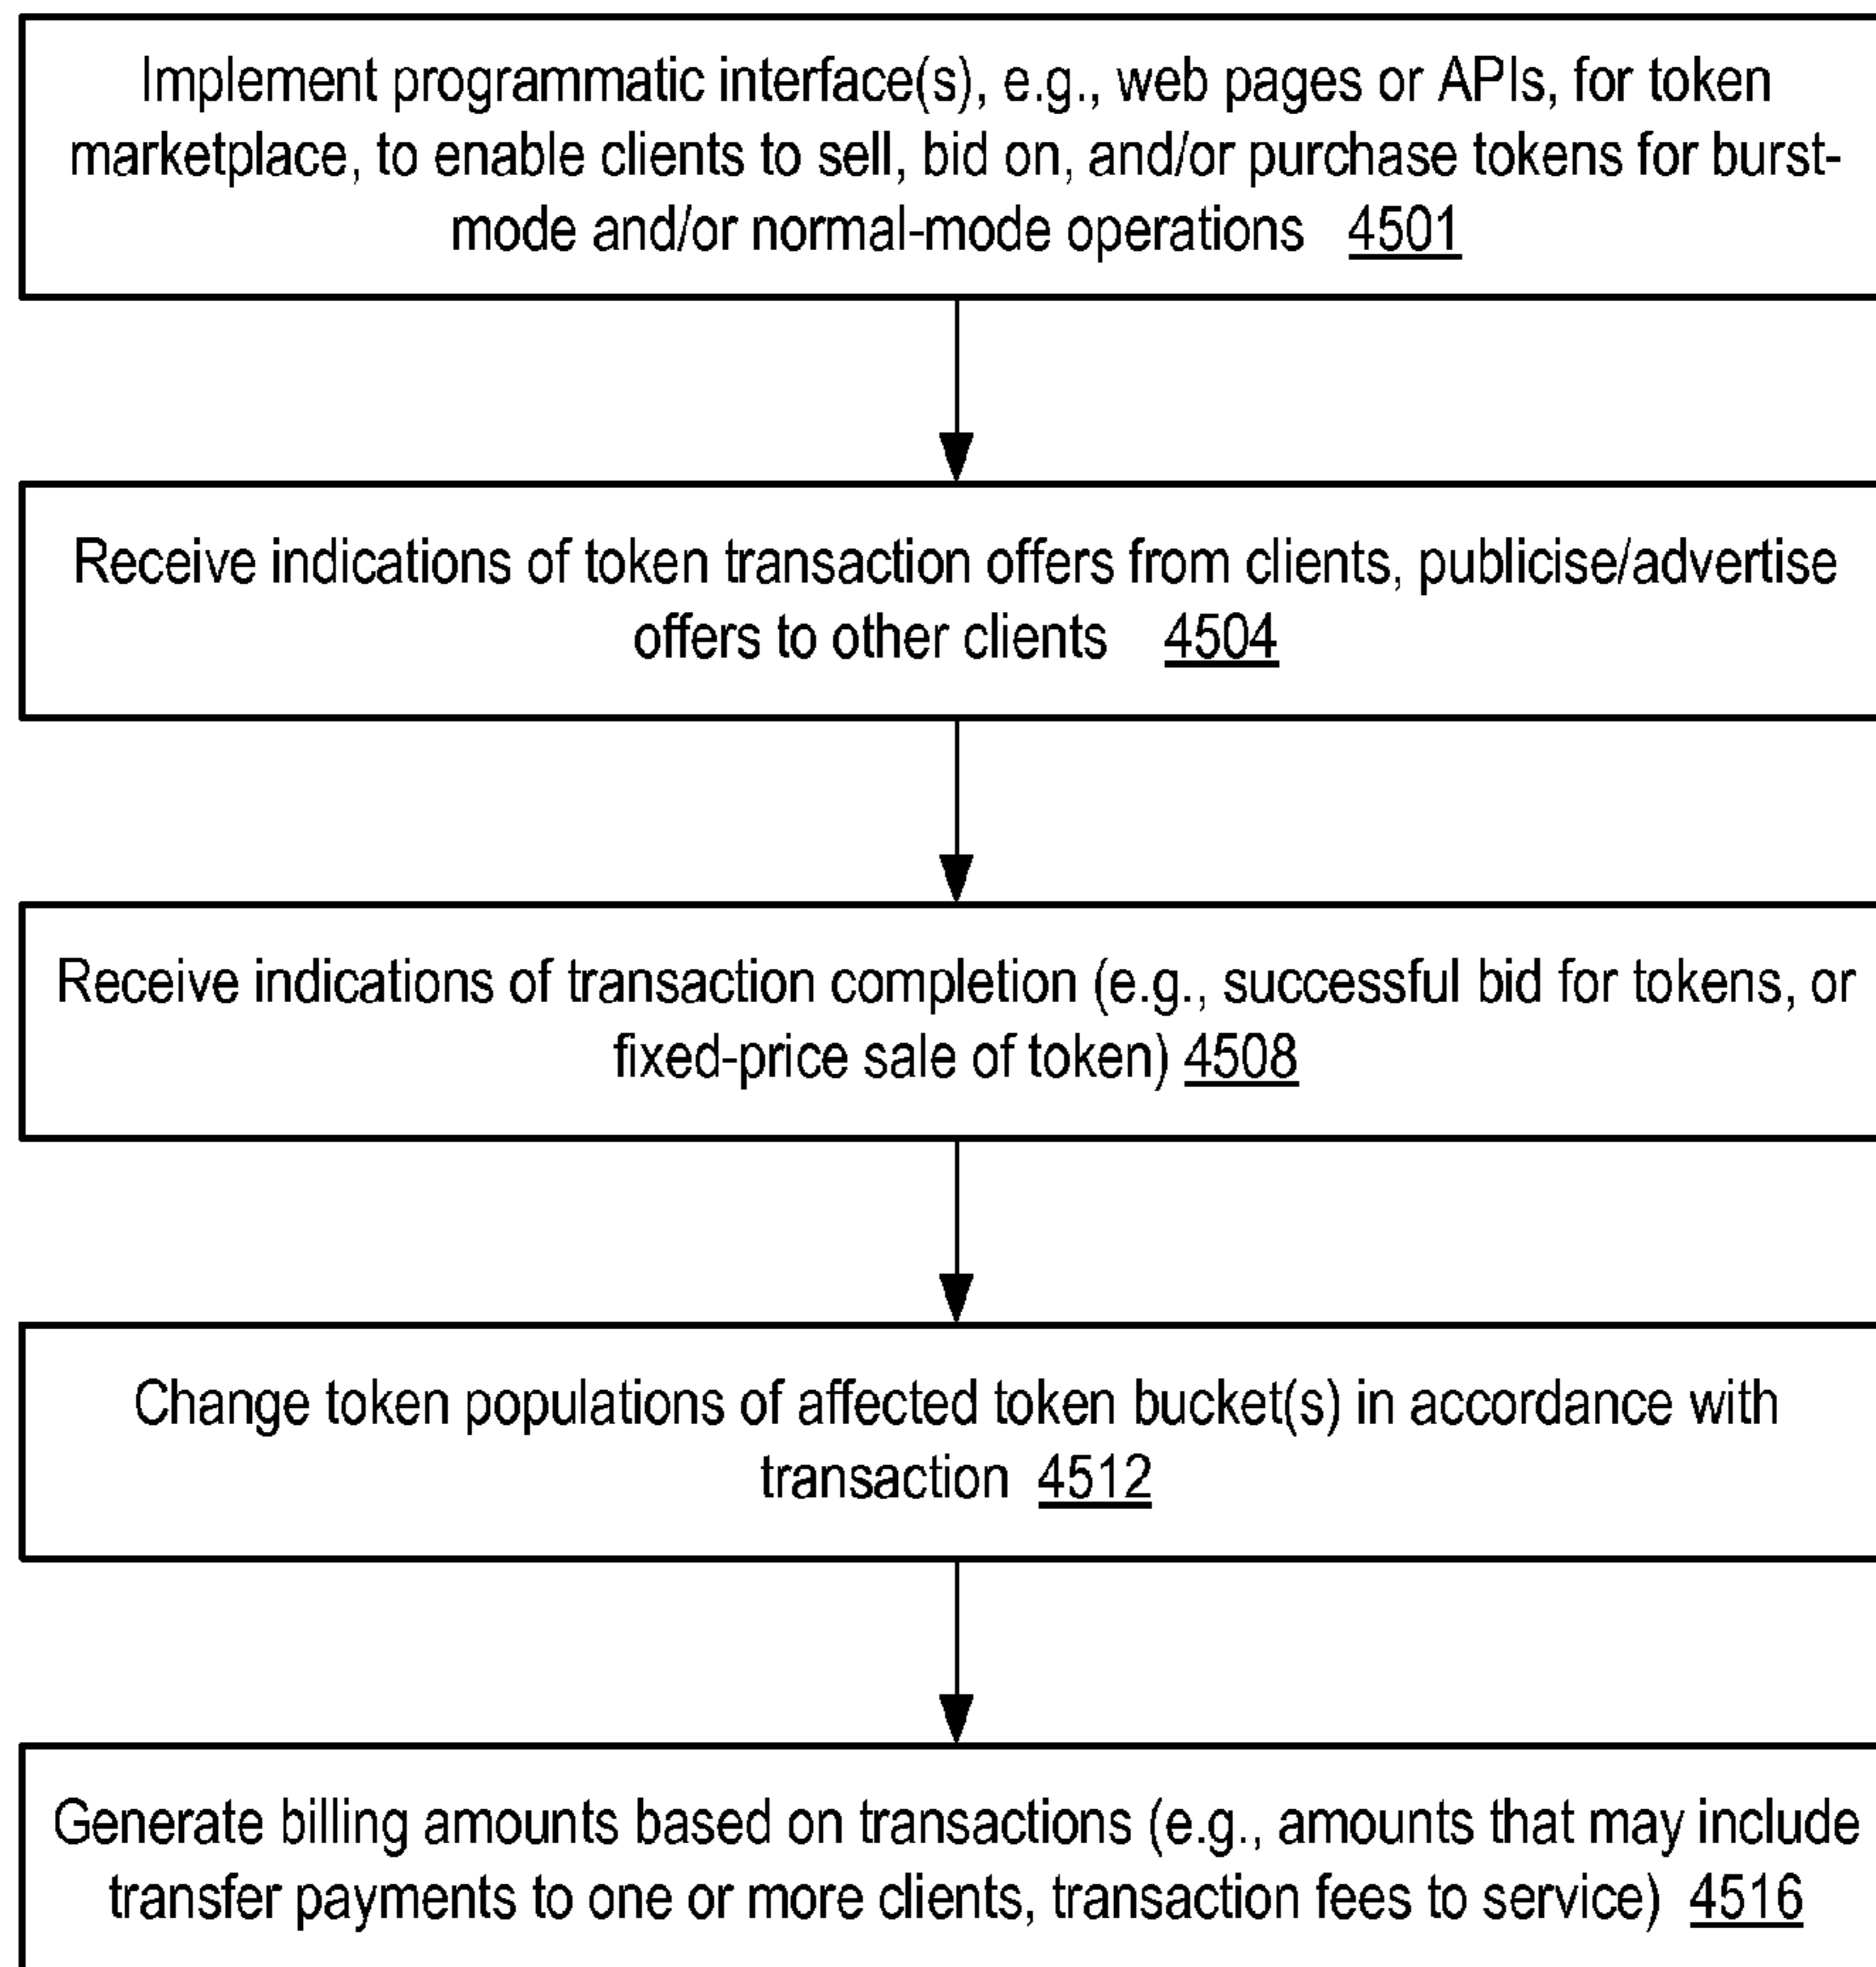 Implement programmatic interface(s), e.g., web pages or APIs, for token
marketplace, to enable clients to sell, bid on, and/or purchase tokens for burst-
mode and/or normal-mode operations 4501
Receive indications of token transaction offers from clients, publicise/advertise
offers to other clients 4504
Receive indications of transaction completion (e.g., successful bid for tokens, or
fixed-price sale of token) 4508
Change token populations of affected token bucket(s) in accordance with
transaction 4512
Generate billing amounts based on transactions (e.g., amounts that may include
transfer payments to one or more clients, transaction fees to service) 4516